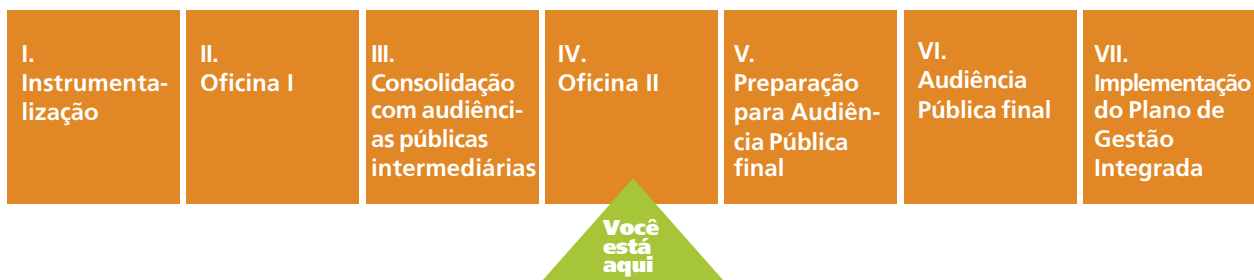 I.
Instrumenta-
lização
II.
Oficina I
III.
Consolidação
com audiênci-
as públicas
intermediárias
IV.
Oficina II
V.
Preparação
para Audiên-
cia Pública
final
VI.
Audiência
Pública final
VII.
Implementação
do Plano de
Gestão
Integrada
Você
está
aqui